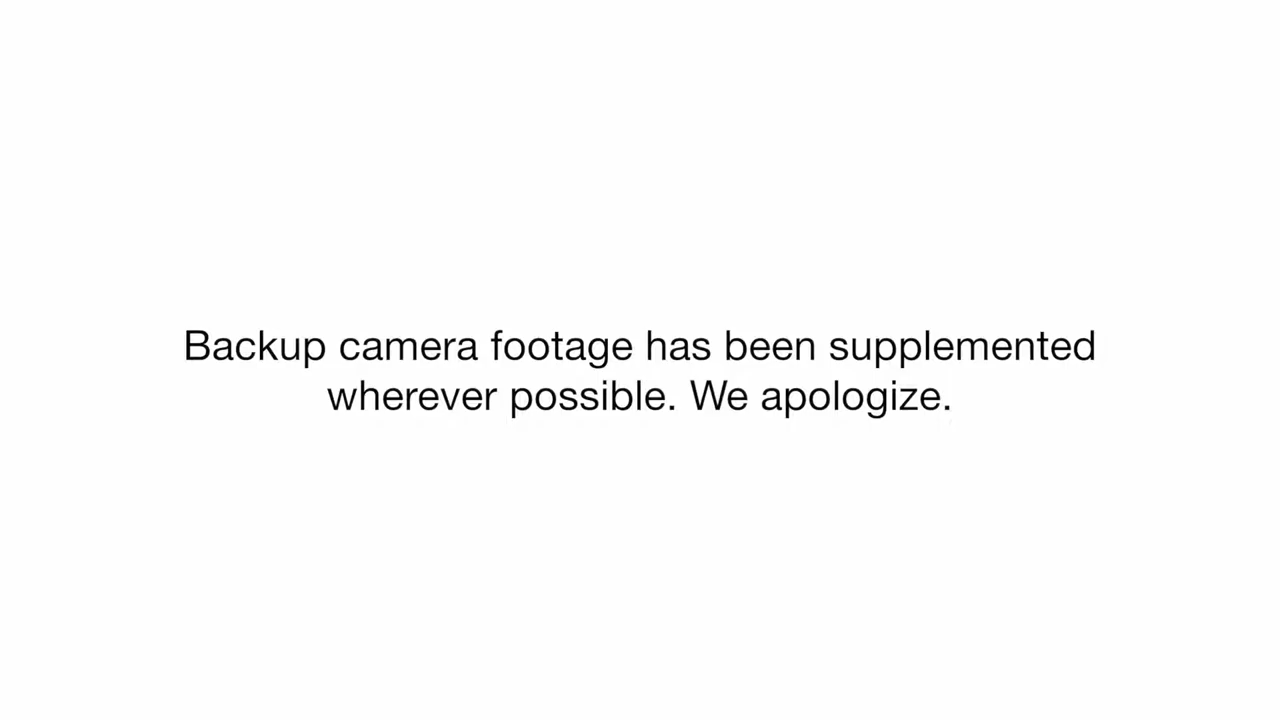 Backup camera footage has been supplemented
wherever possible. We apologize.